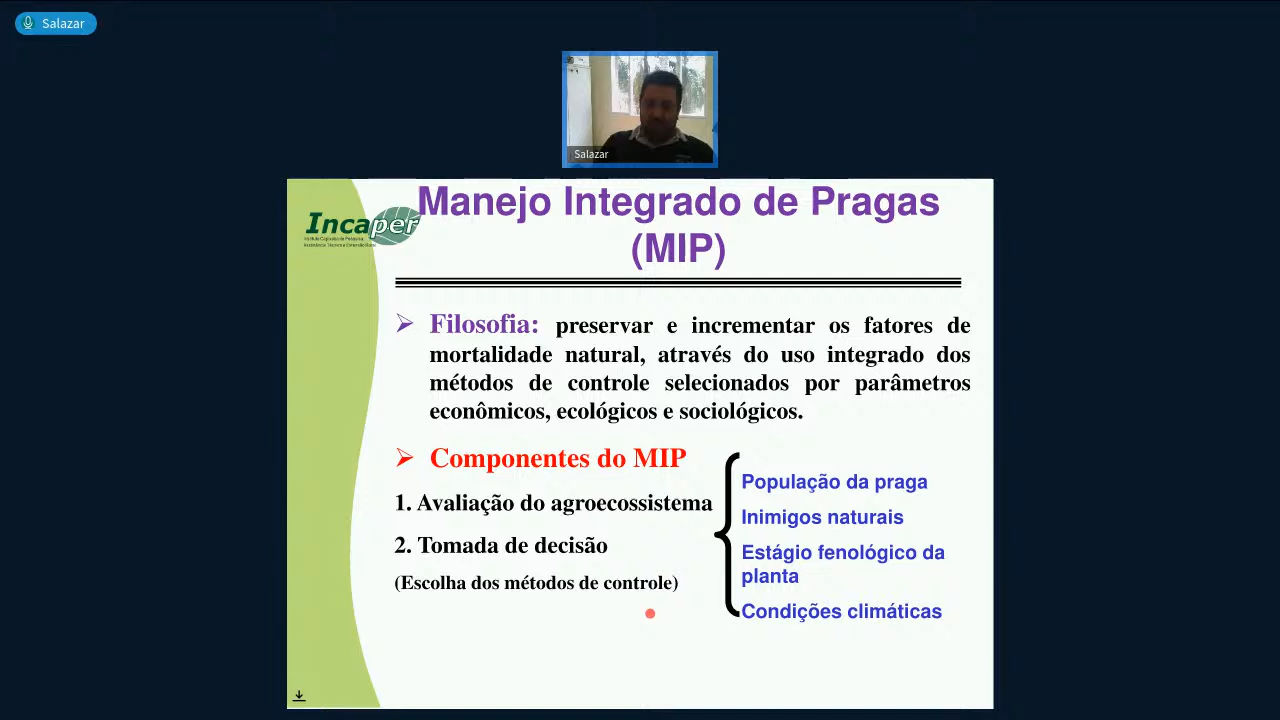 Salazar
Salazar
Incaper
Manejo Integrado de Pragas
(MIP)
Filosofia: preservar e incrementar os fatores de
mortalidade natural, através do uso integrado dos
métodos de controle selecionados por parâmetros
econômicos, ecológicos e sociológicos.
Componentes do MIP
1. Avaliação do agroecossistema
2. Tomada de decisão
(Escolha dos métodos de controle)
População da praga
Inimigos naturais
Estágio fenológico da
planta
Condições climáticas